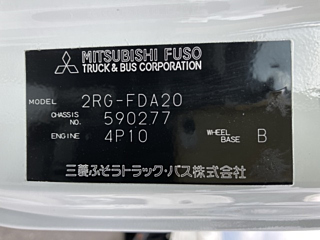 MITSUBISHI FUSO
TRUCK & BUS CORPORATION
MODEL 2RG-FDA20
CHASSIS NO. 590277
ENGINE 4P10 WHEEL BASE B
三菱ふそうトラック・バス株式会社